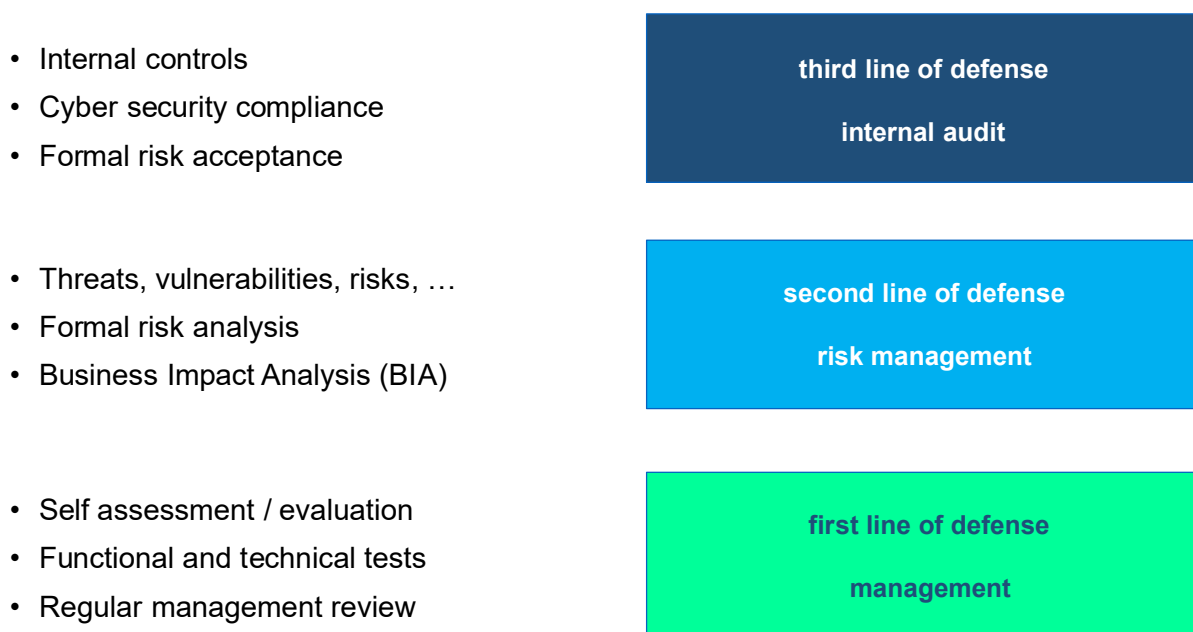 • Internal controls
• Cyber security compliance
• Formal risk acceptance
third line of defense
internal audit
• Threats, vulnerabilities, risks, …
• Formal risk analysis
• Business Impact Analysis (BIA)
second line of defense
risk management
• Self assessment / evaluation
• Functional and technical tests
• Regular management review
first line of defense
management